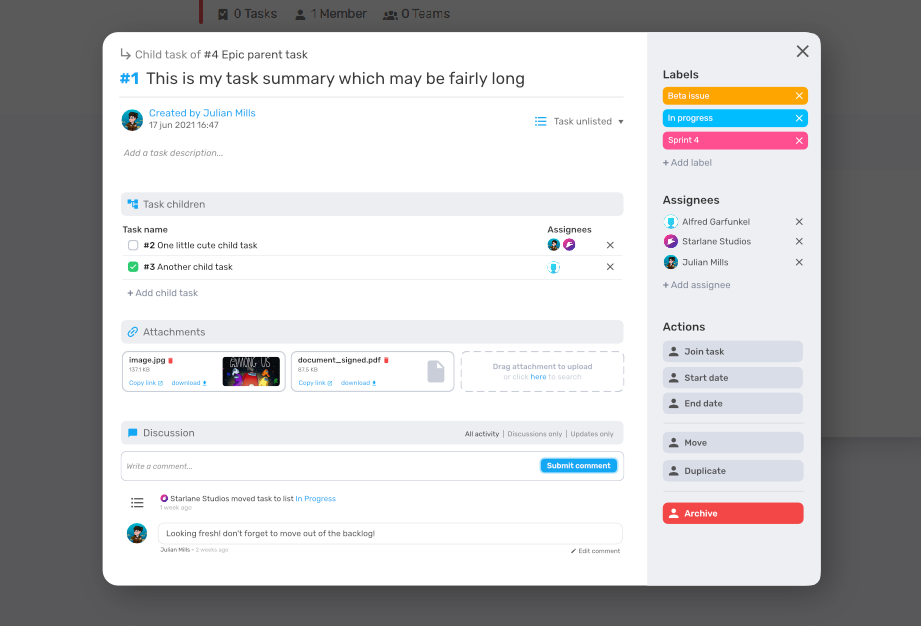 0 Tasks 1 Member 0 Teams
Child task of #4 Epic parent task
#1 This is my task summary which may be fairly long
Created by Julian Mills
17 jun 2021 16:47
Task unlisted
Add a task description...
Task children
Task name Assignees
#2 One little cute child task
#3 Another child task
+ Add child task
Attachments
image.jpg
137,1 KB
Copy link download
AMONG US
document_signed.pdf
87,5 KB
Copy link download
Drag attachment to upload
or click here to search
Discussion
All activity | Discussions only | Updates only
Write a comment...
Submit comment
Starlane Studios moved task to list In Progress
1 week ago
Looking fresh! don't forget to move out of the backlog!
Julian Mills • 2 weeks ago
Edit comment
Labels
Beta issue
In progress
Sprint 4
+ Add label
Assignees
Alfred Garfunkel
Starlane Studios
Julian Mills
+ Add assignee
Actions
Join task
Start date
End date
Move
Duplicate
Archive